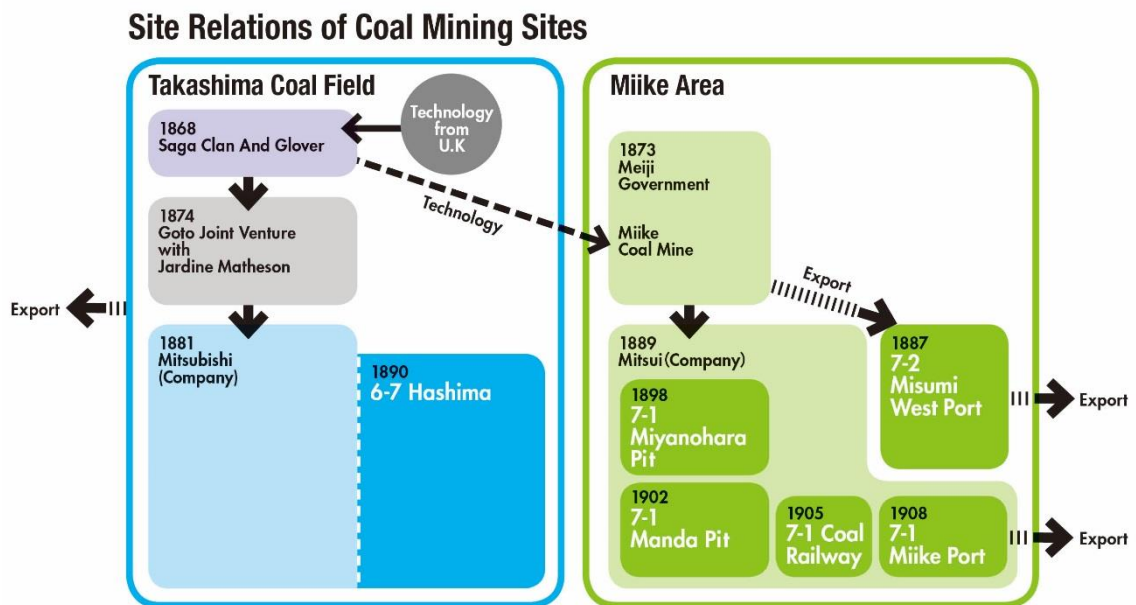 Site Relations of Coal Mining Sites
Takashima Coal Field
Technology
from
U.K
1868
Saga Clan And Glover
Technology
1874
Goto Joint Venture
with
Jardine Matheson
Export
1881
Mitsubishi
(Company)
1890
6-7 Hashima
Miike Area
1873
Meiji
Government
Miike
Coal Mine
Export
1889
Mitsui(Company)
1887
7-2
Misumi
West Port
Export
1898
7-1
Miyanohara
Pit
1902
7-1
Manda Pit
1905
7-1 Coal
Railway
1908
7-1
Miike Port
Export